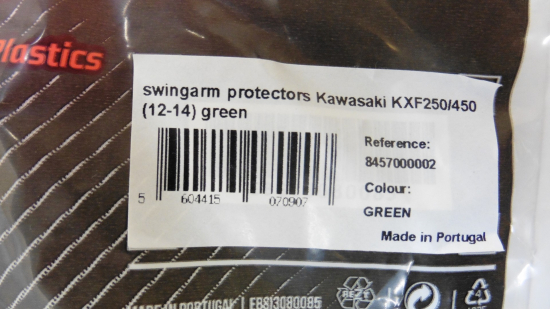 Plastics
swingarm protectors Kawasaki KXF250/450
(12-14) green
Reference:
8457000002
Colour:
GREEN
5 604415 070907
Made in Portugal
MADE IN PORTUGAL | FB813080085